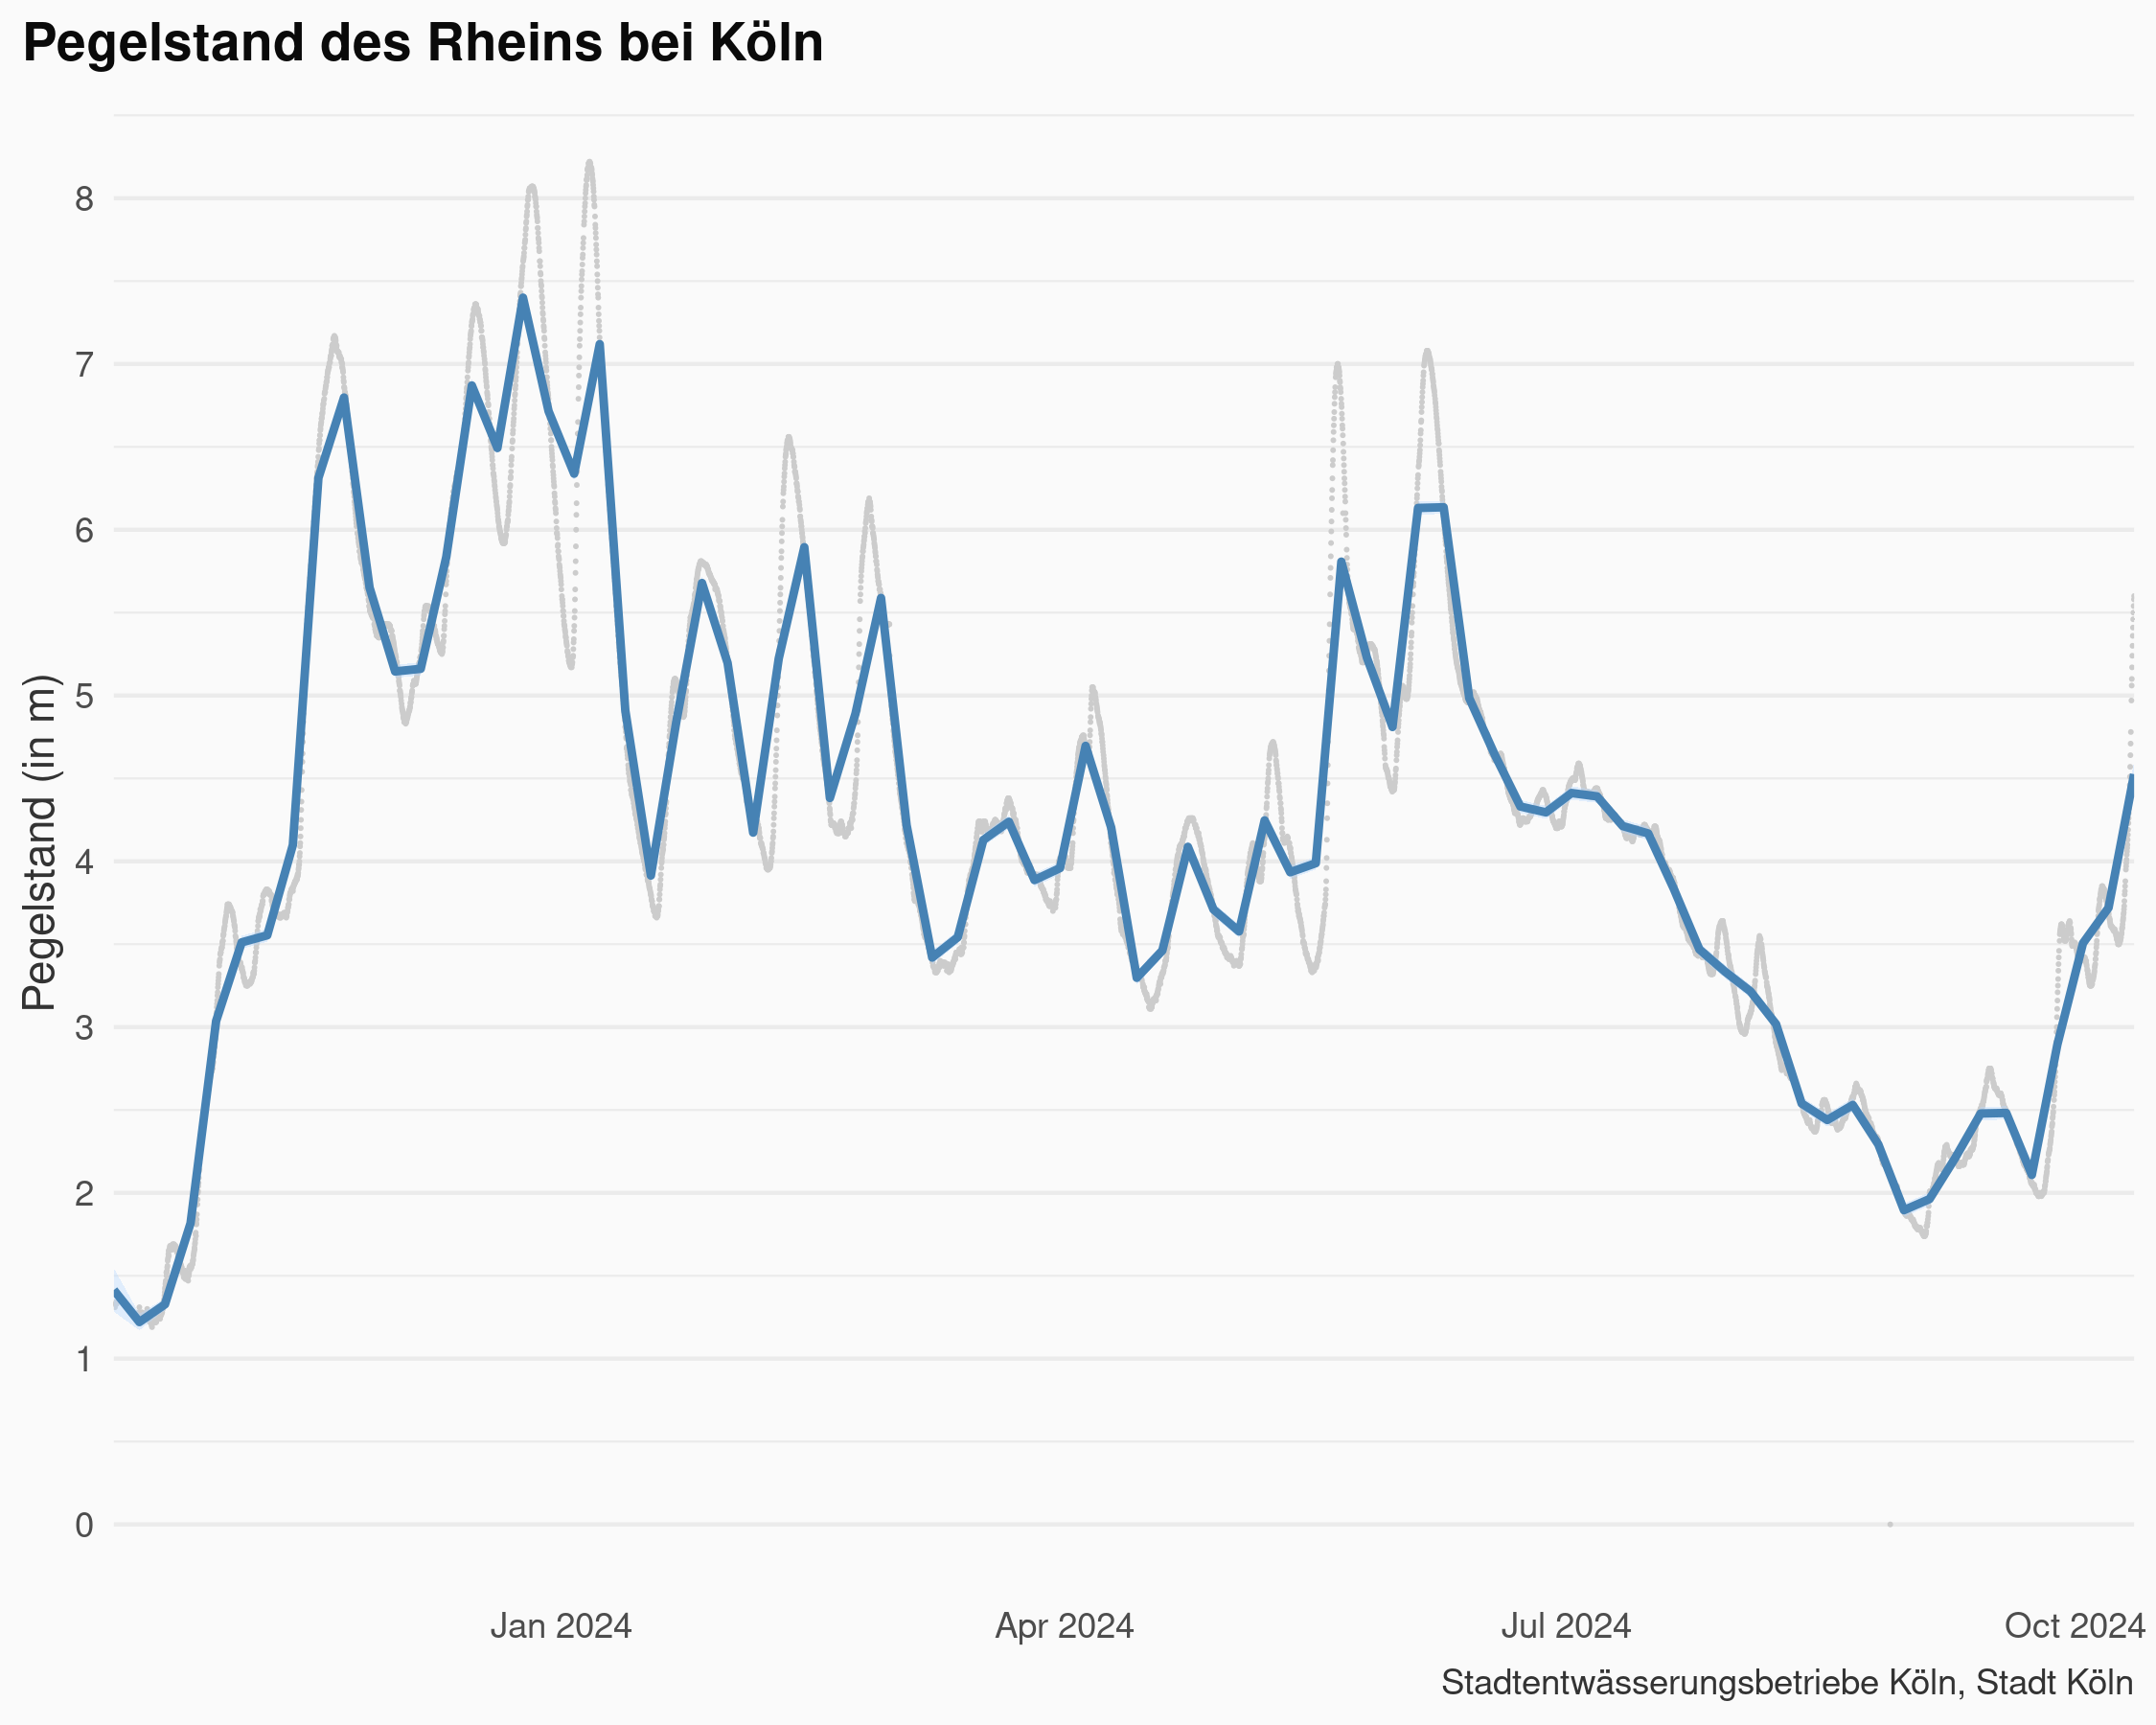 Pegelstand des Rheins bei Köln
Pegelstand (in m)
8
7
6
5
4
3
2
1
0
Jan 2024 Apr 2024 Jul 2024 Oct 2024
Stadtentwässerungsbetriebe Köln, Stadt Köln